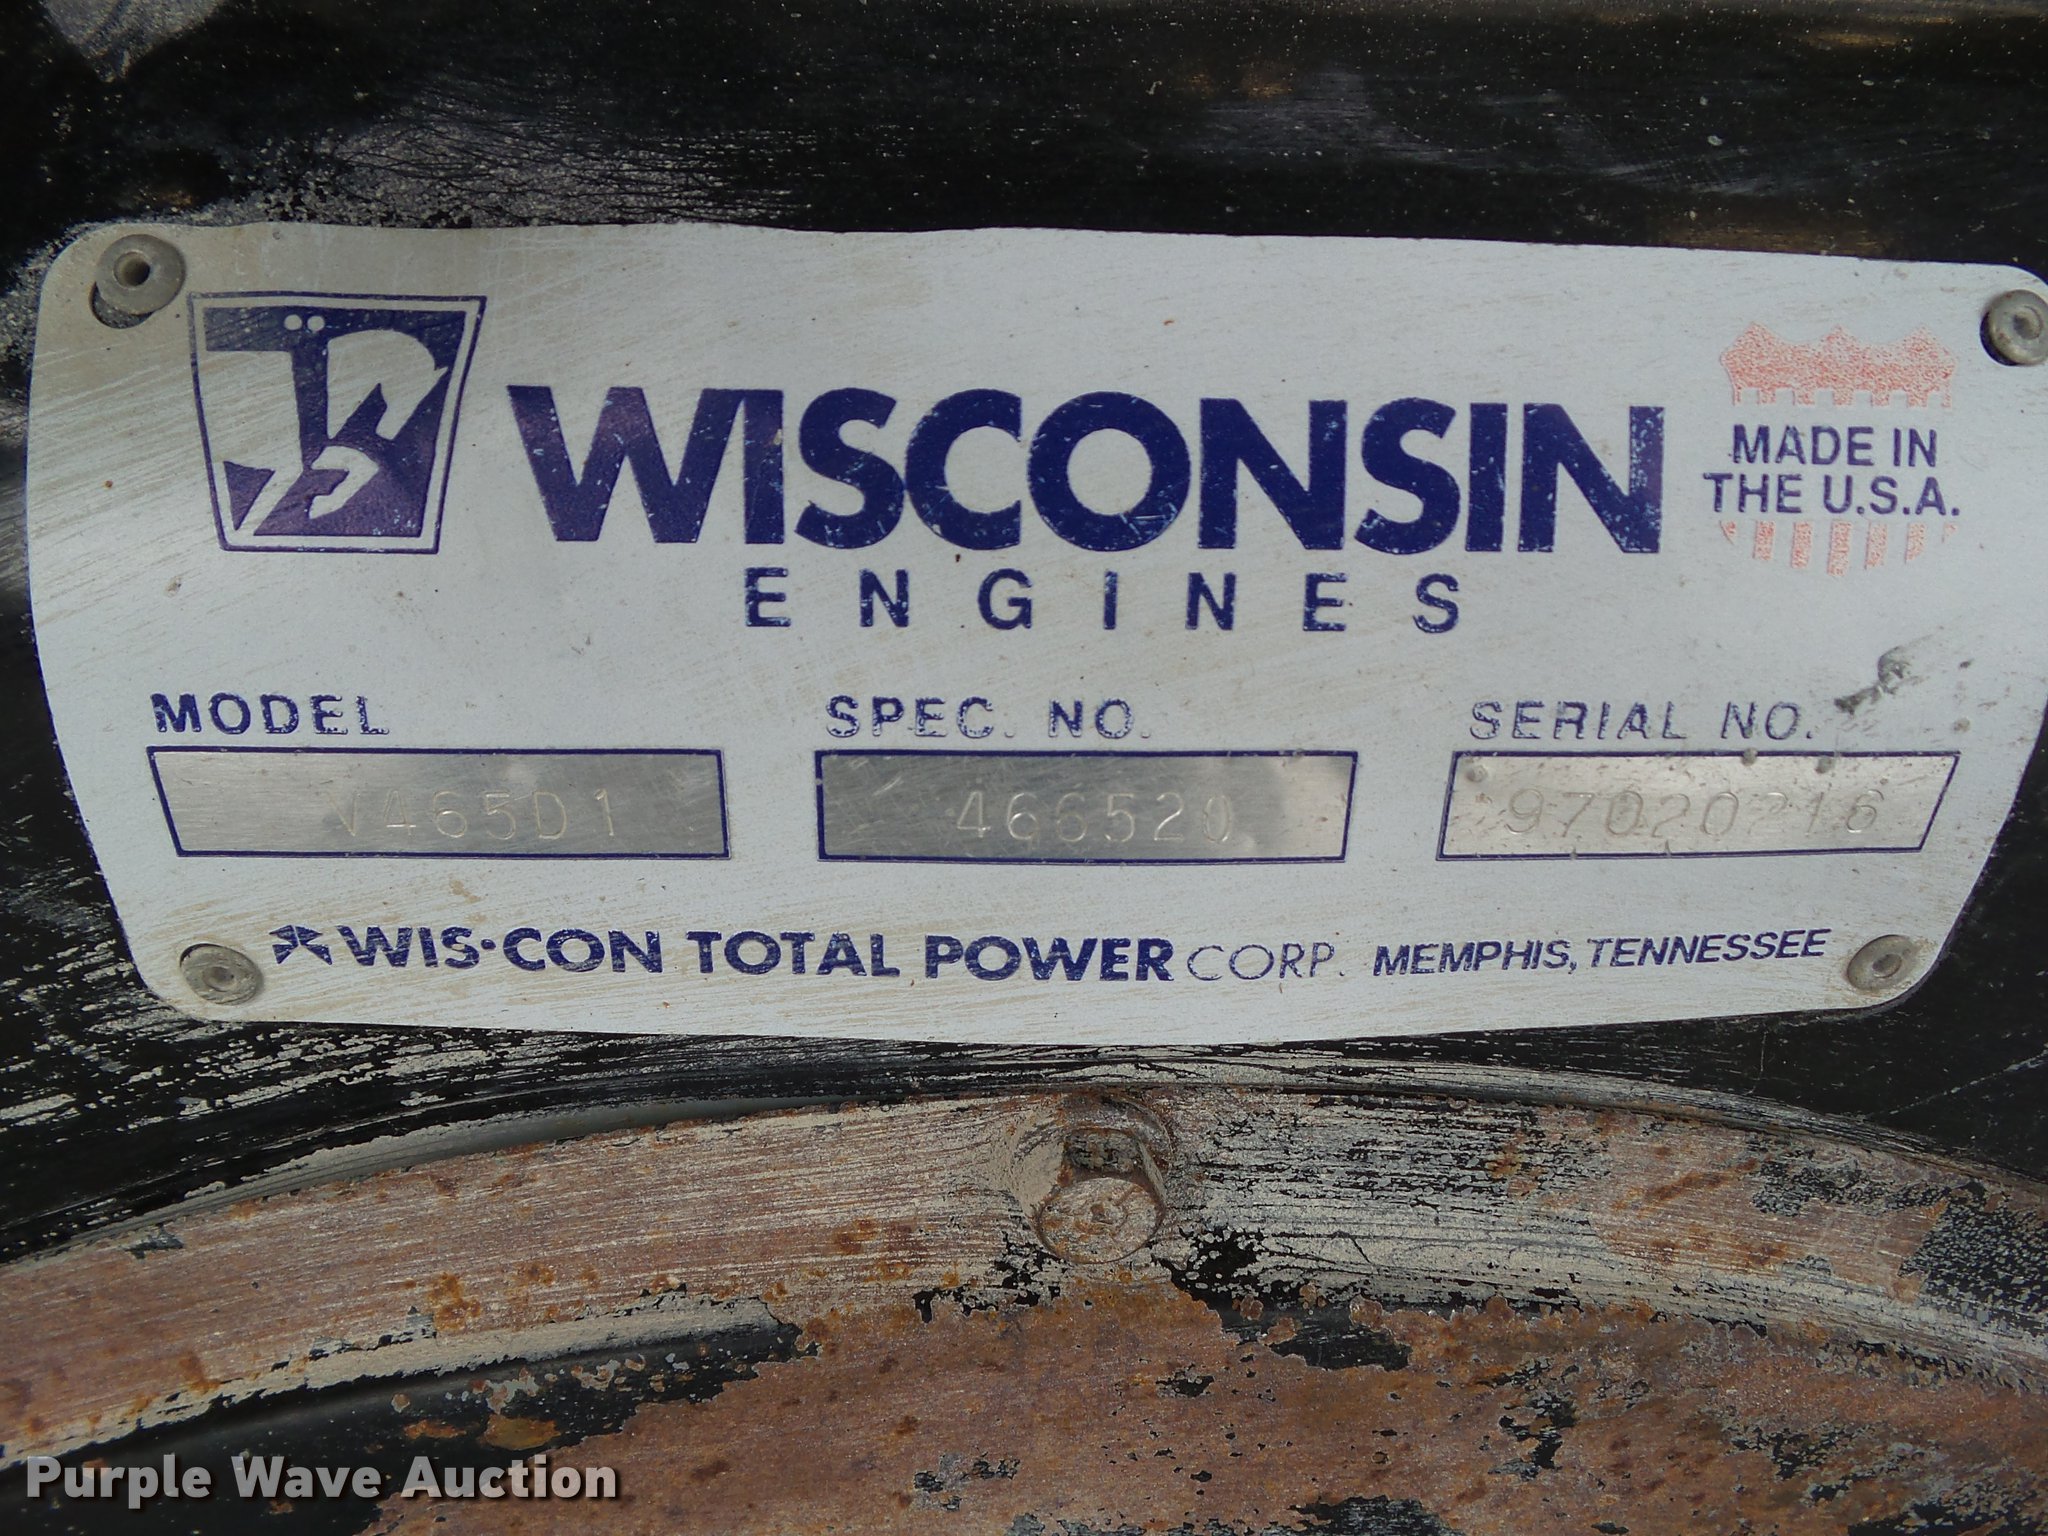 WISCONSIN
ENGINES
MADE IN
THE U.S.A.
MODEL SPEC. NO. SERIAL NO.
V465D1 466520 97020216
WIS·CON TOTAL POWER CORP. MEMPHIS, TENNESSEE
Purple Wave Auction